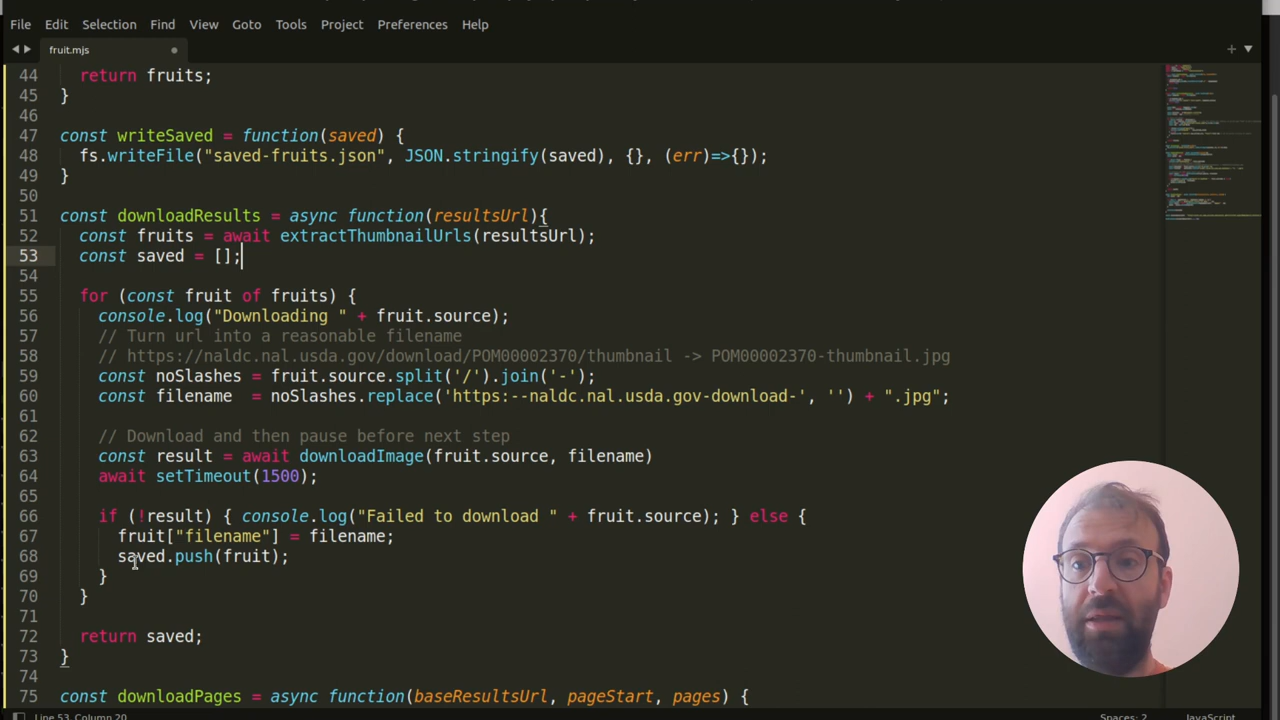 File Edit Selection Find View Goto Tools Project Preferences Help
fruit.mjs
44 return fruits;
45 }
46
47 const writeSaved = function(saved) {
48 fs.writeFile("saved-fruits.json", JSON.stringify(saved), {}, (err)=>{});
49 }
50
51 const downloadResults = async function(resultsUrl){
52 const fruits = await extractThumbnailUrls(resultsUrl);
53 const saved = [];
54
55 for (const fruit of fruits) {
56 console.log("Downloading " + fruit.source);
57 // Turn url into a reasonable filename
58 // https://naldc.nal.usda.gov/download/POM00002370/thumbnail -> POM00002370-thumbnail.jpg
59 const noSlashes = fruit.source.split('/').join('-');
60 const filename  = noSlashes.replace('https:--naldc.nal.usda.gov-download-', '') + ".jpg";
61
62 // Download and then pause before next step
63 const result = await downloadImage(fruit.source, filename)
64 await setTimeout(1500);
65
66 if (!result) { console.log("Failed to download " + fruit.source); } else {
67 fruit["filename"] = filename;
68 saved.push(fruit);
69 }
70 }
71
72 return saved;
73 }
74
75 const downloadPages = async function(baseResultsUrl, pageStart, pages) {
Line 53, Column 20 Spaces: 2 JavaScript